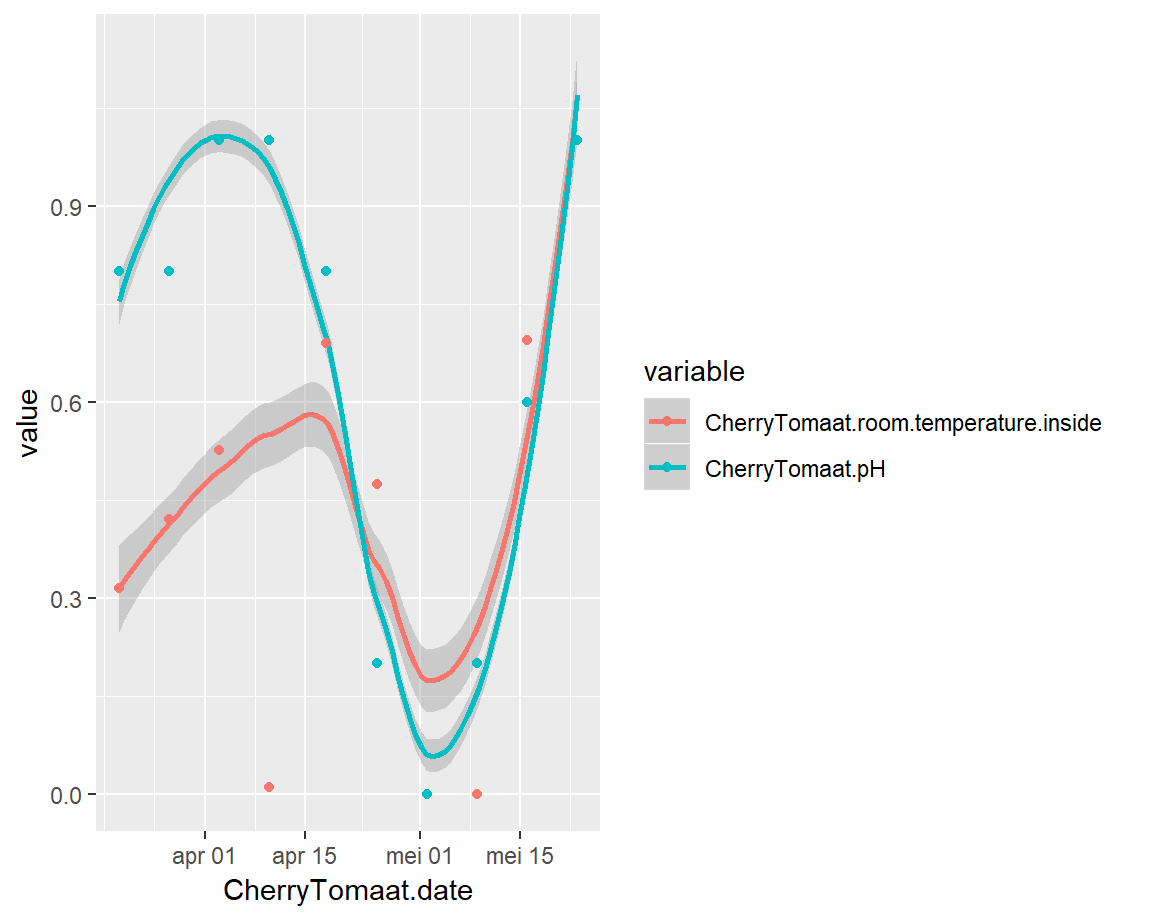 value
0.9
0.6
0.3
0.0
apr 01
apr 15
mei 01
mei 15
CherryTomaat.date
variable
CherryTomaat.room.temperature.inside
CherryTomaat.pH